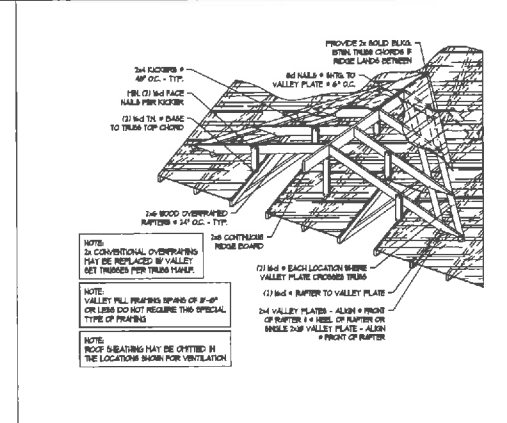 PROVIDE 2x SOLID BLKG.
BTWN. TRUSS CHORDS IF
RIDGE LANDS BETWEEN
2x4 KICKERS @
48" O.C. - TYP.
8d NAILS @ SHTG. TO
VALLEY PLATE @ 6" O.C.
MIN. (2) 16d FACE
NAILS PER KICKER
(2) 16d T.N. @ BASE
TO TRUSS TOP CHORD
2x6 WOOD OVERFRAMED
RAFTERS @ 24" O.C. - TYP.
2x8 CONTINUOUS
RIDGE BOARD
NOTE:
2x CONVENTIONAL OVERFRAMING
MAY BE REPLACED W/ VALLEY
SET TRUSSES PER TRUSS MANUF.
(2) 16d @ EACH LOCATION WHERE
VALLEY PLATE CROSSES TRUSS
NOTE:
VALLEY FILL FRAMING SPANS OF
OR LESS DO NOT REQUIRE THIS SPECIAL
TYPE OF FRAMING
(2) 16d @ RAFTER TO VALLEY PLATE
2x4 VALLEY PLATES - ALIGN @ FRONT
OF RAFTER & @ HEEL OF RAFTER OR
SINGLE 2x10 VALLEY PLATE - ALIGN
@ FRONT OF RAFTER
NOTE:
ROOF SHEATHING MAY BE OMITTED IN
THE LOCATIONS SHOWN FOR VENTILATION